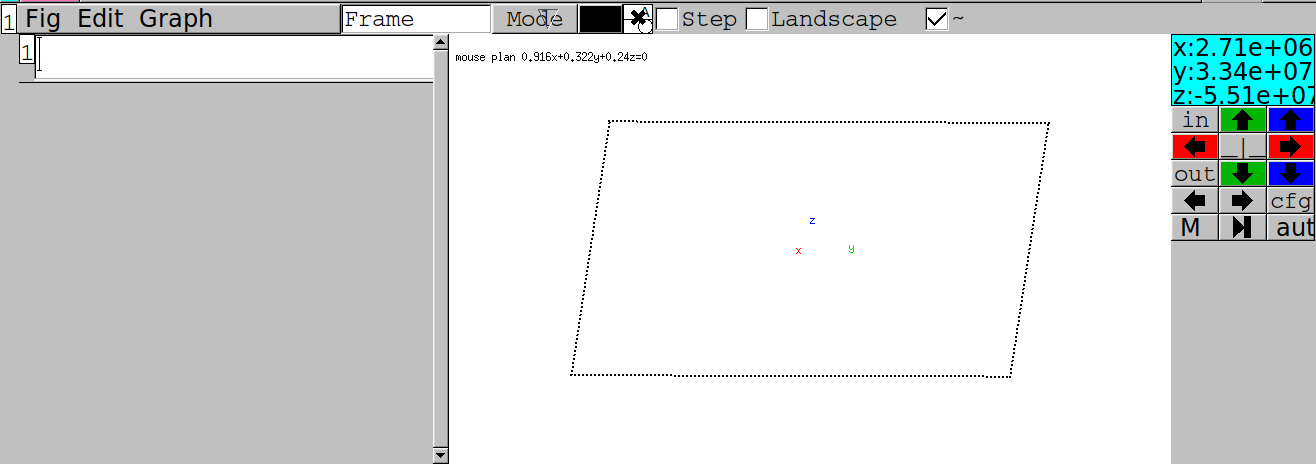 1 Fig Edit Graph Frame Mode Step Landscape ~
1
mouse plan 0.916x+0.322y+0.24z=0
x:2.71e+06
y:3.34e+07
z:-5.51e+07
in
_|_
out
cfg
M aut
z
x y